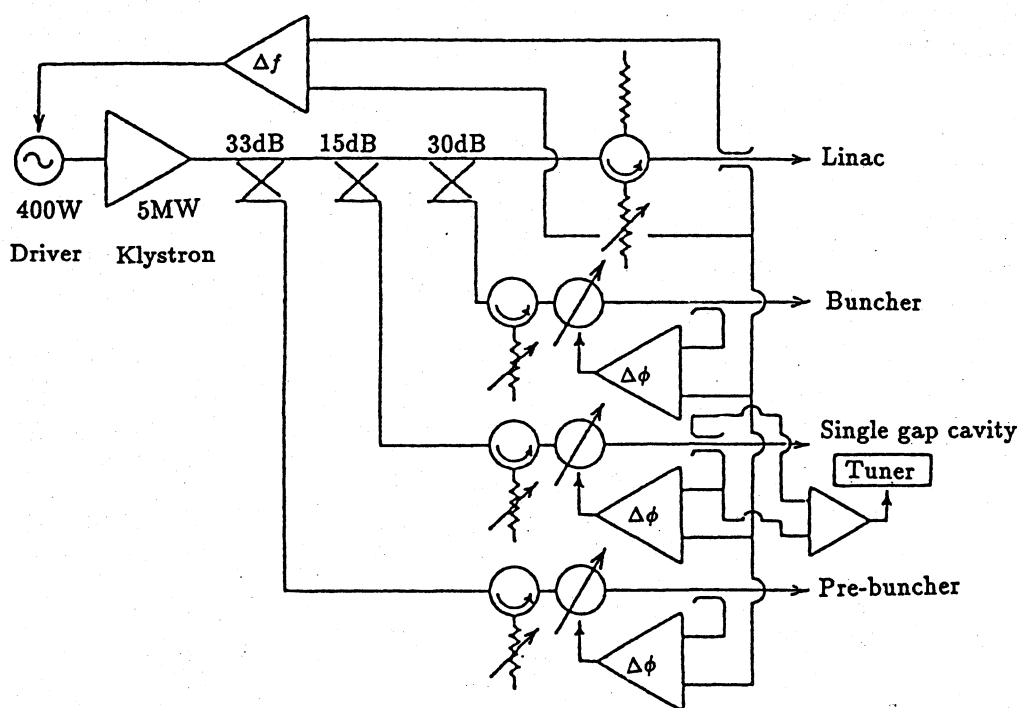 Δf
33dB 15dB 30dB
Linac
400W 5MW
Driver Klystron
Buncher
Δϕ
Single gap cavity
Tuner
Δϕ
Pre-buncher
Δϕ